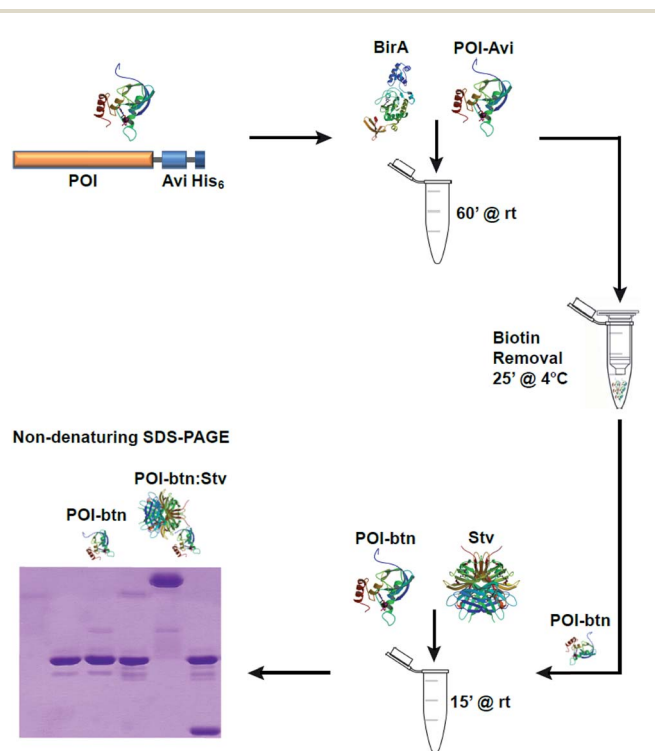 BirA
POI-Avi
POI
Avi His₆
60’ @ rt
Biotin
Removal
25’ @ 4°C
Non-denaturing SDS-PAGE
POI-btn:Stv
POI-btn
POI-btn
Stv
POI-btn
15’ @ rt